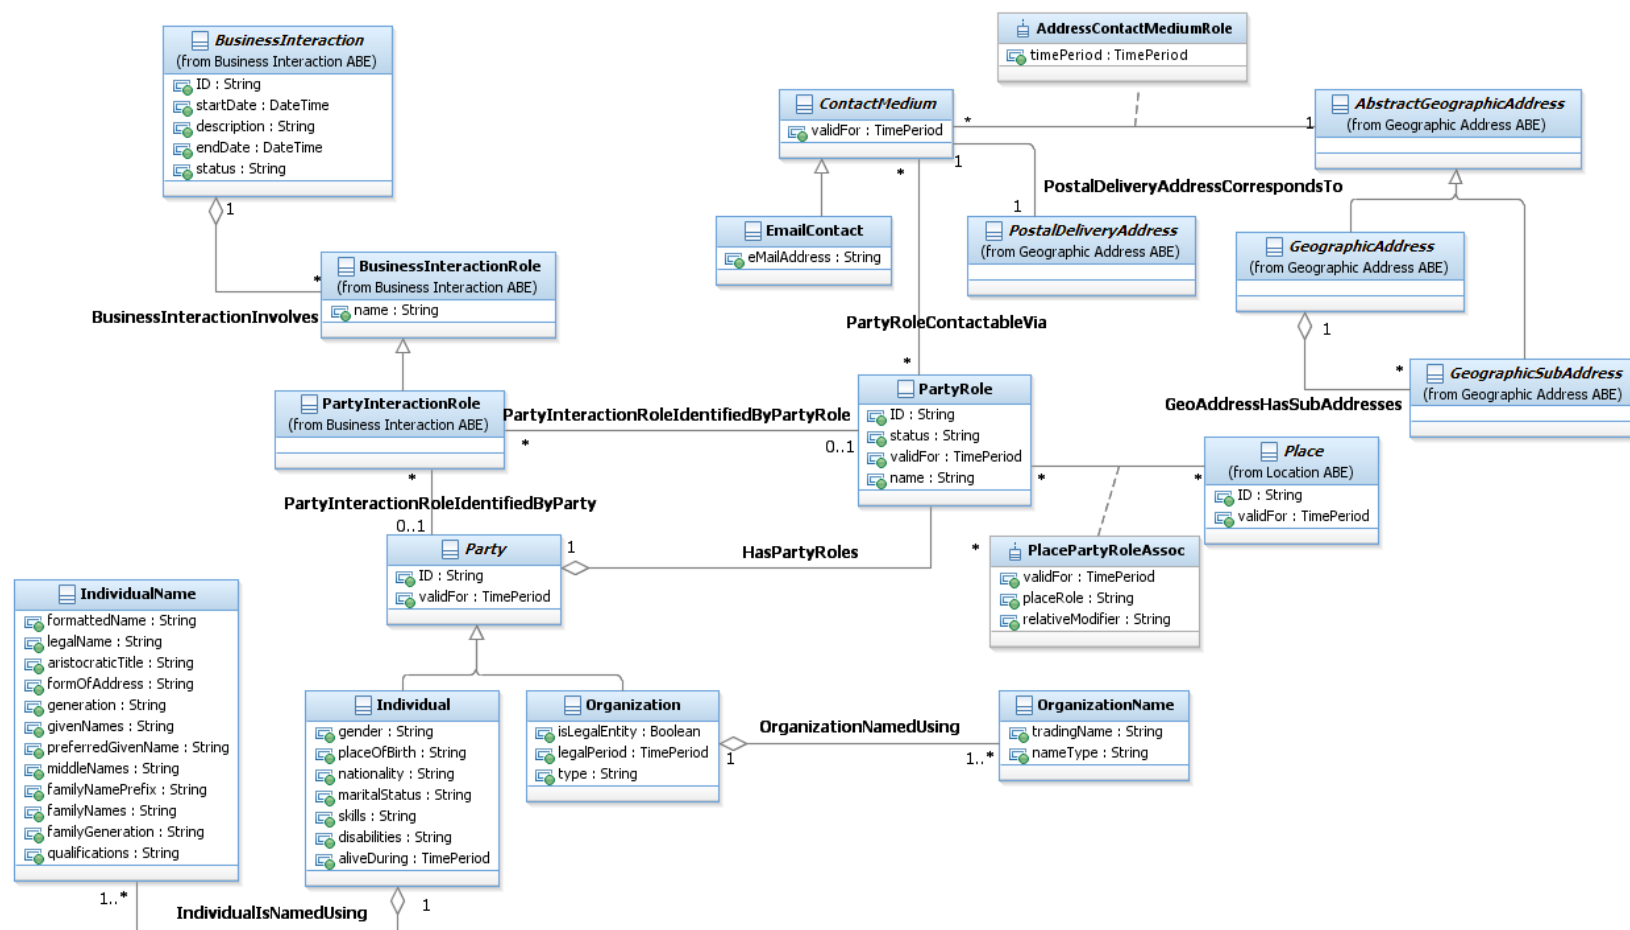 BusinessInteraction
(from Business Interaction ABE)
ID : String
startDate : DateTime
description : String
endDate : DateTime
status : String
1
*
BusinessInteractionInvolves
BusinessInteractionRole
(from Business Interaction ABE)
name : String
PartyInteractionRole
(from Business Interaction ABE)
PartyInteractionRoleIdentifiedByPartyRole
*
0..1
*
PartyInteractionRoleIdentifiedByParty
0..1
AddressContactMediumRole
timePeriod : TimePeriod
ContactMedium
validFor : TimePeriod
*
1
AbstractGeographicAddress
(from Geographic Address ABE)
*
1
PostalDeliveryAddressCorrespondsTo
1
EmailContact
eMailAddress : String
PostalDeliveryAddress
(from Geographic Address ABE)
GeographicAddress
(from Geographic Address ABE)
1
*
GeoAddressHasSubAddresses
GeographicSubAddress
(from Geographic Address ABE)
PartyRoleContactableVia
*
PartyRole
ID : String
status : String
validFor : TimePeriod
name : String
*
*
Place
(from Location ABE)
ID : String
validFor : TimePeriod
Party
ID : String
validFor : TimePeriod
1
HasPartyRoles
*
PlacePartyRoleAssoc
validFor : TimePeriod
placeRole : String
relativeModifier : String
IndividualName
formattedName : String
legalName : String
aristocraticTitle : String
formOfAddress : String
generation : String
givenNames : String
preferredGivenName : String
middleNames : String
familyNamePrefix : String
familyNames : String
familyGeneration : String
qualifications : String
1..*
IndividualIsNamedUsing
1
Individual
gender : String
placeOfBirth : String
nationality : String
maritalStatus : String
skills : String
disabilities : String
aliveDuring : TimePeriod
Organization
isLegalEntity : Boolean
legalPeriod : TimePeriod
type : String
OrganizationNamedUsing
1
1..*
OrganizationName
tradingName : String
nameType : String